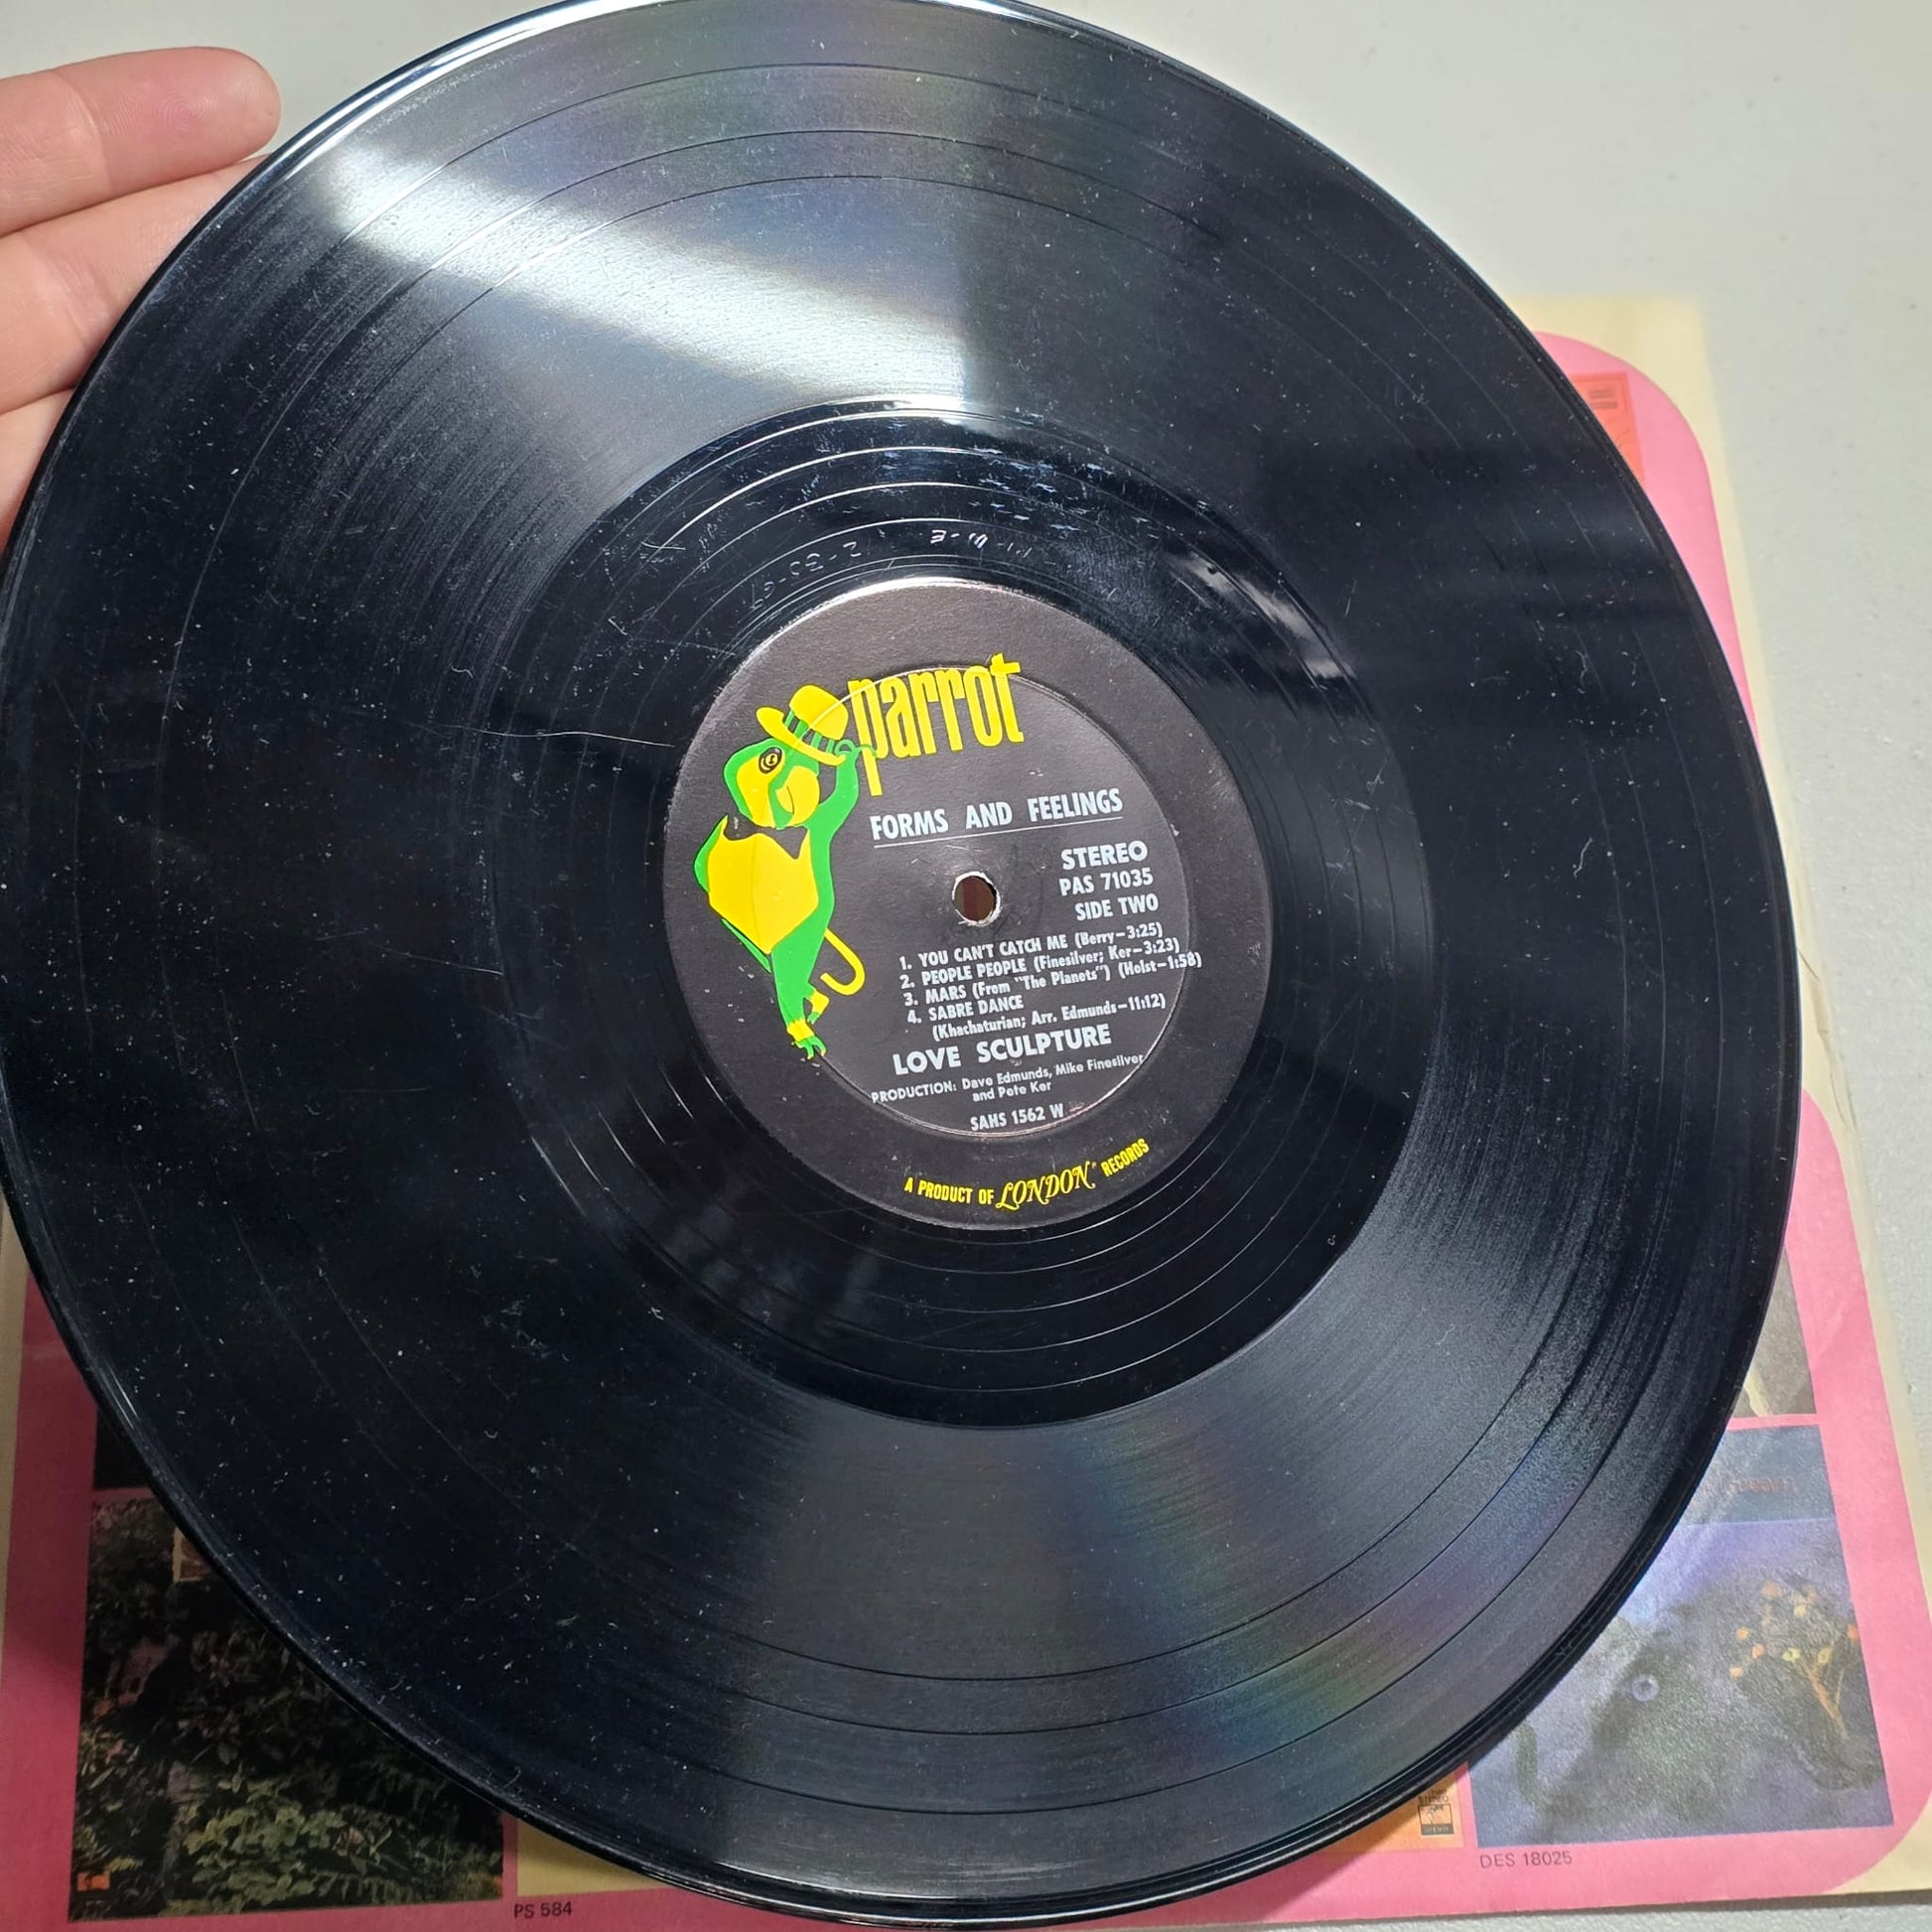 parrot
FORMS AND FEELINGS
STEREO
PAS 71035
SIDE TWO
1. YOU CAN'T CATCH ME (Berry—3:25)
2. PEOPLE PEOPLE (Finesilver; Ker—3:23)
3. MARS (From "The Planets") (Holst—1:58)
4. SABRE DANCE
(Khachaturian; Arr. Edmunds—11:12)
LOVE SCULPTURE
PRODUCTION: Dave Edmunds, Mike Finesilver
and Pete Ker
SAHS 1562 W
A PRODUCT OF LONDON® RECORDS
STEREO
DES 18025
PS 584